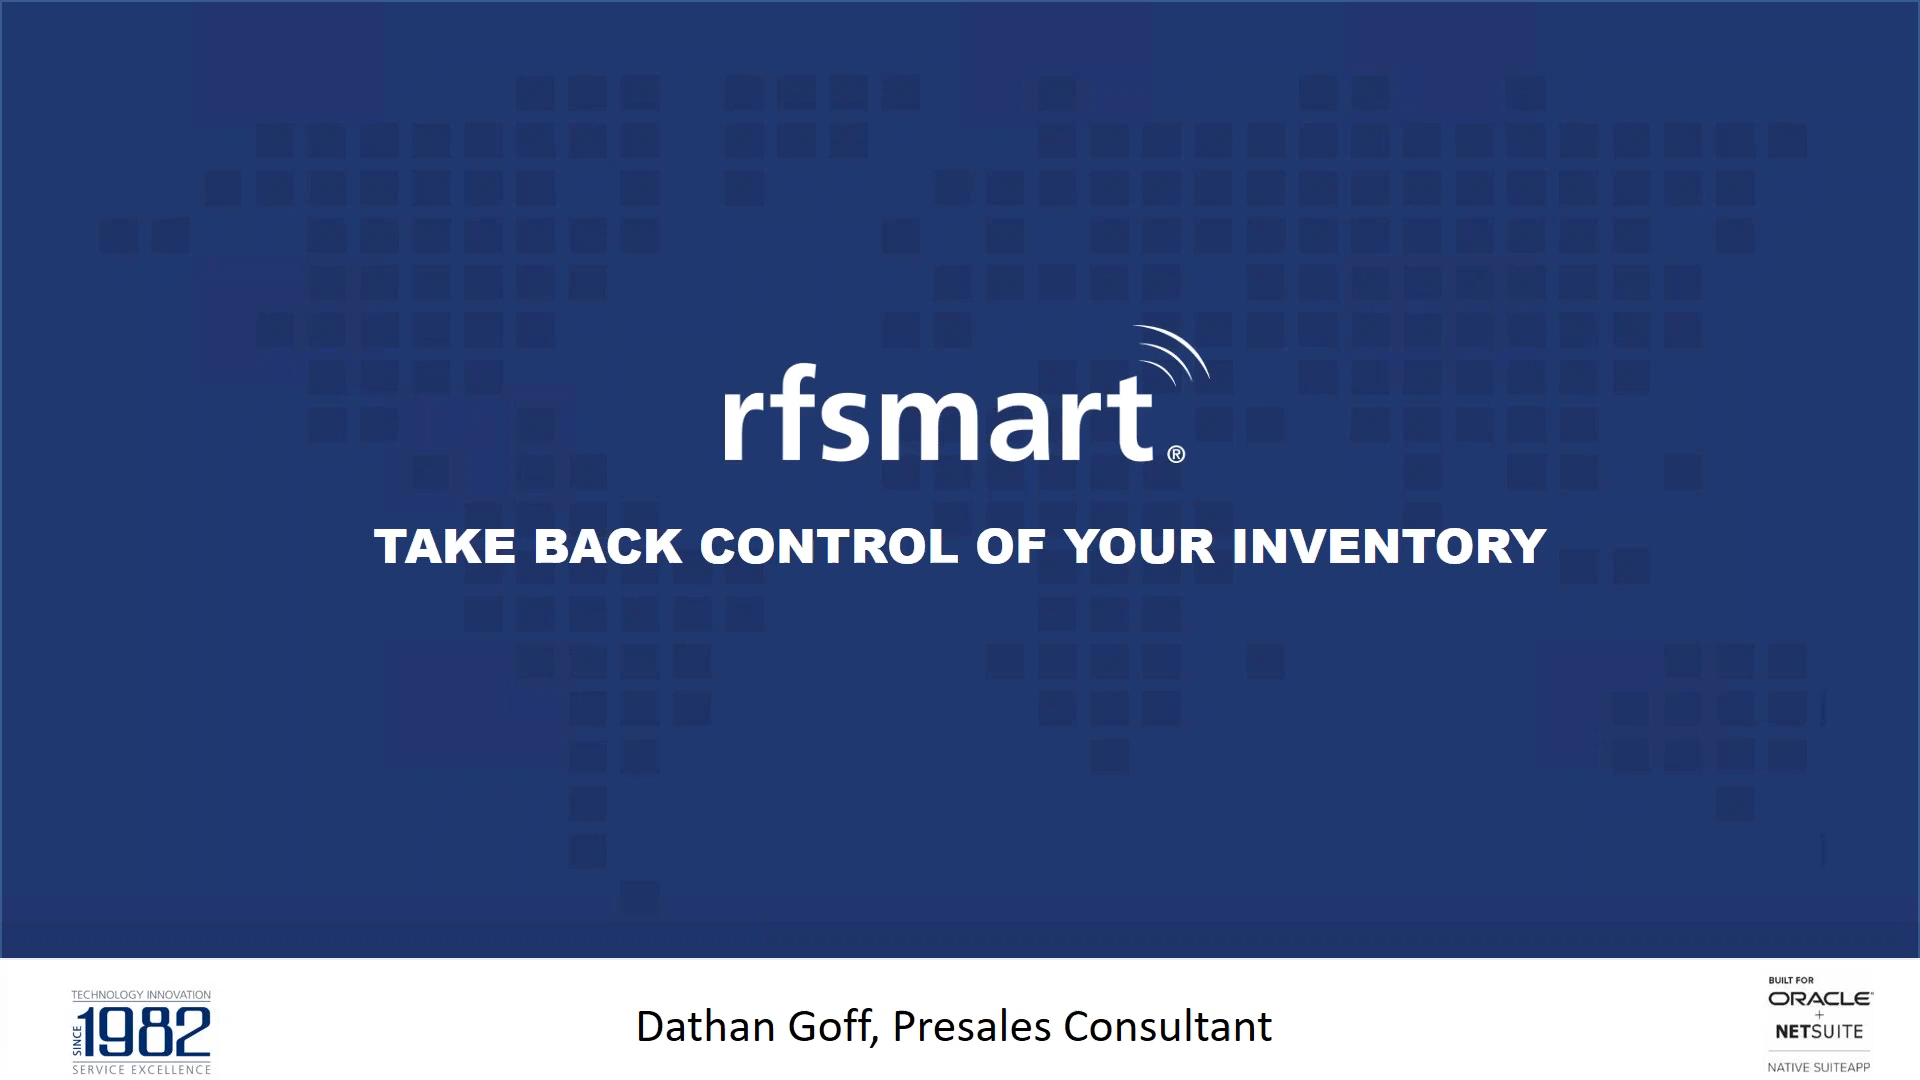 rfsmart®
TAKE BACK CONTROL OF YOUR INVENTORY
TECHNOLOGY INNOVATION
SINCE 1982
SERVICE EXCELLENCE
Dathan Goff, Presales Consultant
BUILT FOR
ORACLE
+
NETSUITE
NATIVE SUITEAPP